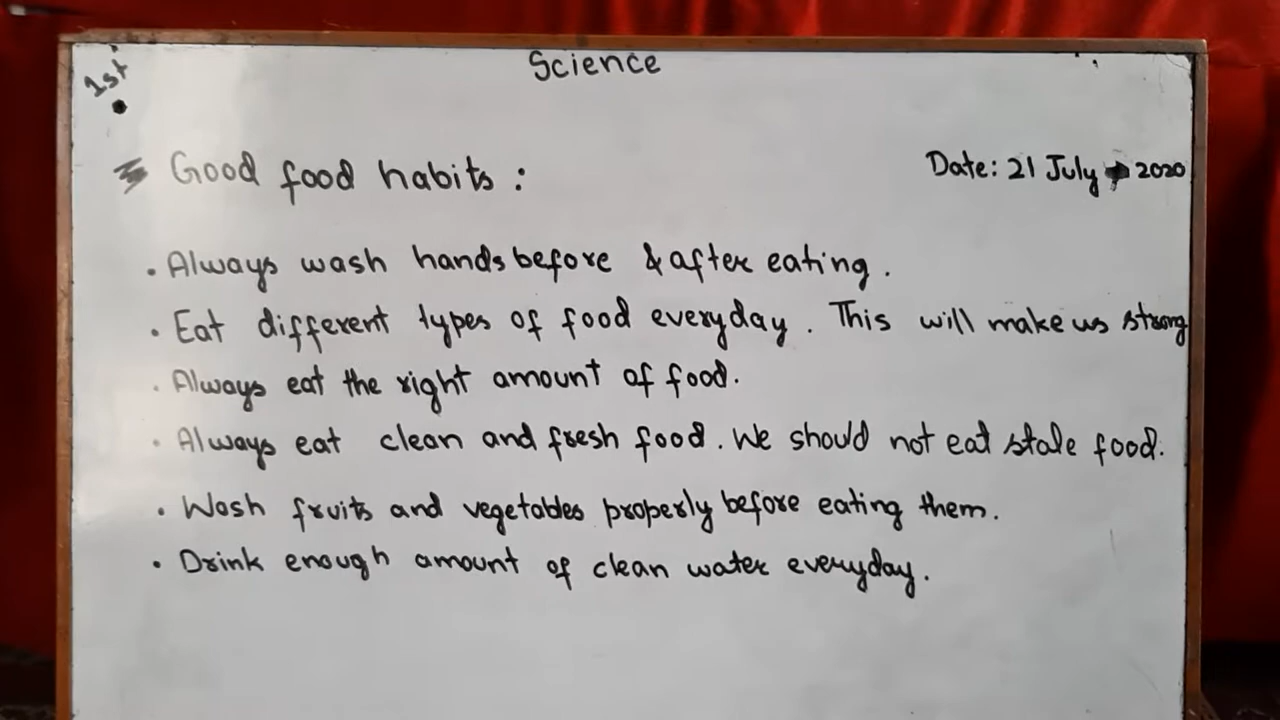 1st
Science
Good food habits :
Date: 21 July 2020
• Always wash hands before & after eating.
• Eat different types of food everyday. This will make us strong
• Always eat the right amount of food.
• Always eat clean and fresh food. We should not eat stale food.
• Wash fruits and vegetables properly before eating them.
• Drink enough amount of clean water everyday.